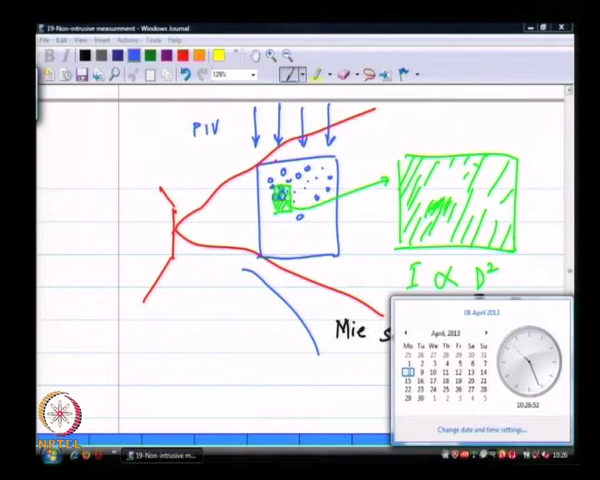 19-Non-intrusive measurement - Windows Journal
File Edit View Insert Actions Tools Help
B I
129%
PIV
I ∝ D²
Mie s
08 April 2013
April, 2013
Mo Tu We Th Fr Sa Su
25 26 27 28 29 30 31
1 2 3 4 5 6 7
8 9 10 11 12 13 14
15 16 17 18 19 20 21
22 23 24 25 26 27 28
29 30 1 2 3 4 5
10:26:53
Change date and time settings...
NPTEL
19-Non-intrusive mea...
10:26